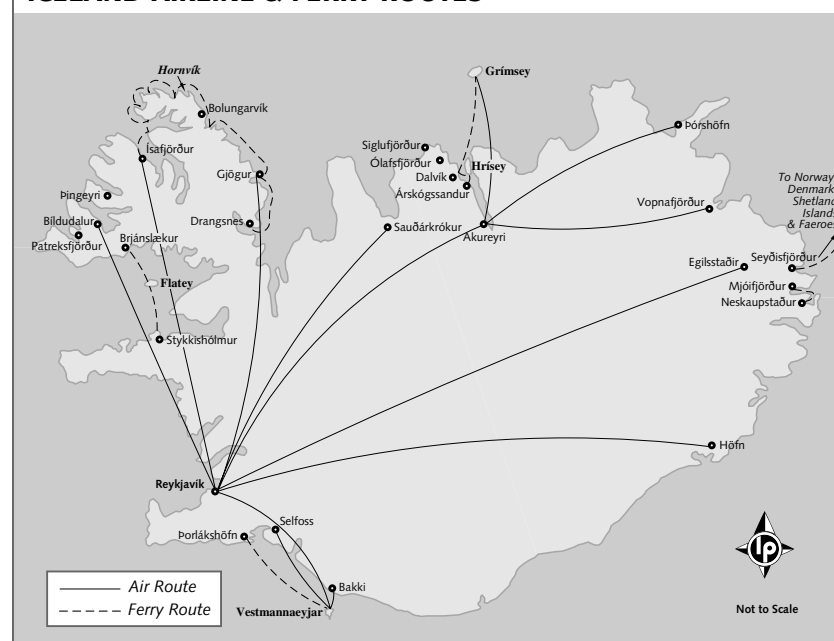 ICELAND AIRLINE & FERRY ROUTES
Hornvík
Grímsey
Bolungarvík
Þórshöfn
Siglufjörður
Ísafjörður
Ólafsfjörður
Hrísey
Gjögur
Dalvík
Árskógssandur
Þingeyri
Vopnafjörður
To Norway,
Denmark,
Shetland
Islands
& Faeroes
Bíldudalur
Drangsnes
Sauðárkrókur
Akureyri
Patreksfjörður
Brjánslækur
Egilsstaðir
Seyðisfjörður
Flatey
Mjóifjörður
Neskaupstaður
Stykkishólmur
Höfn
Reykjavík
Selfoss
Þorlákshöfn
lp
Air Route
Bakki
Ferry Route
Vestmannaeyjar
Not to Scale